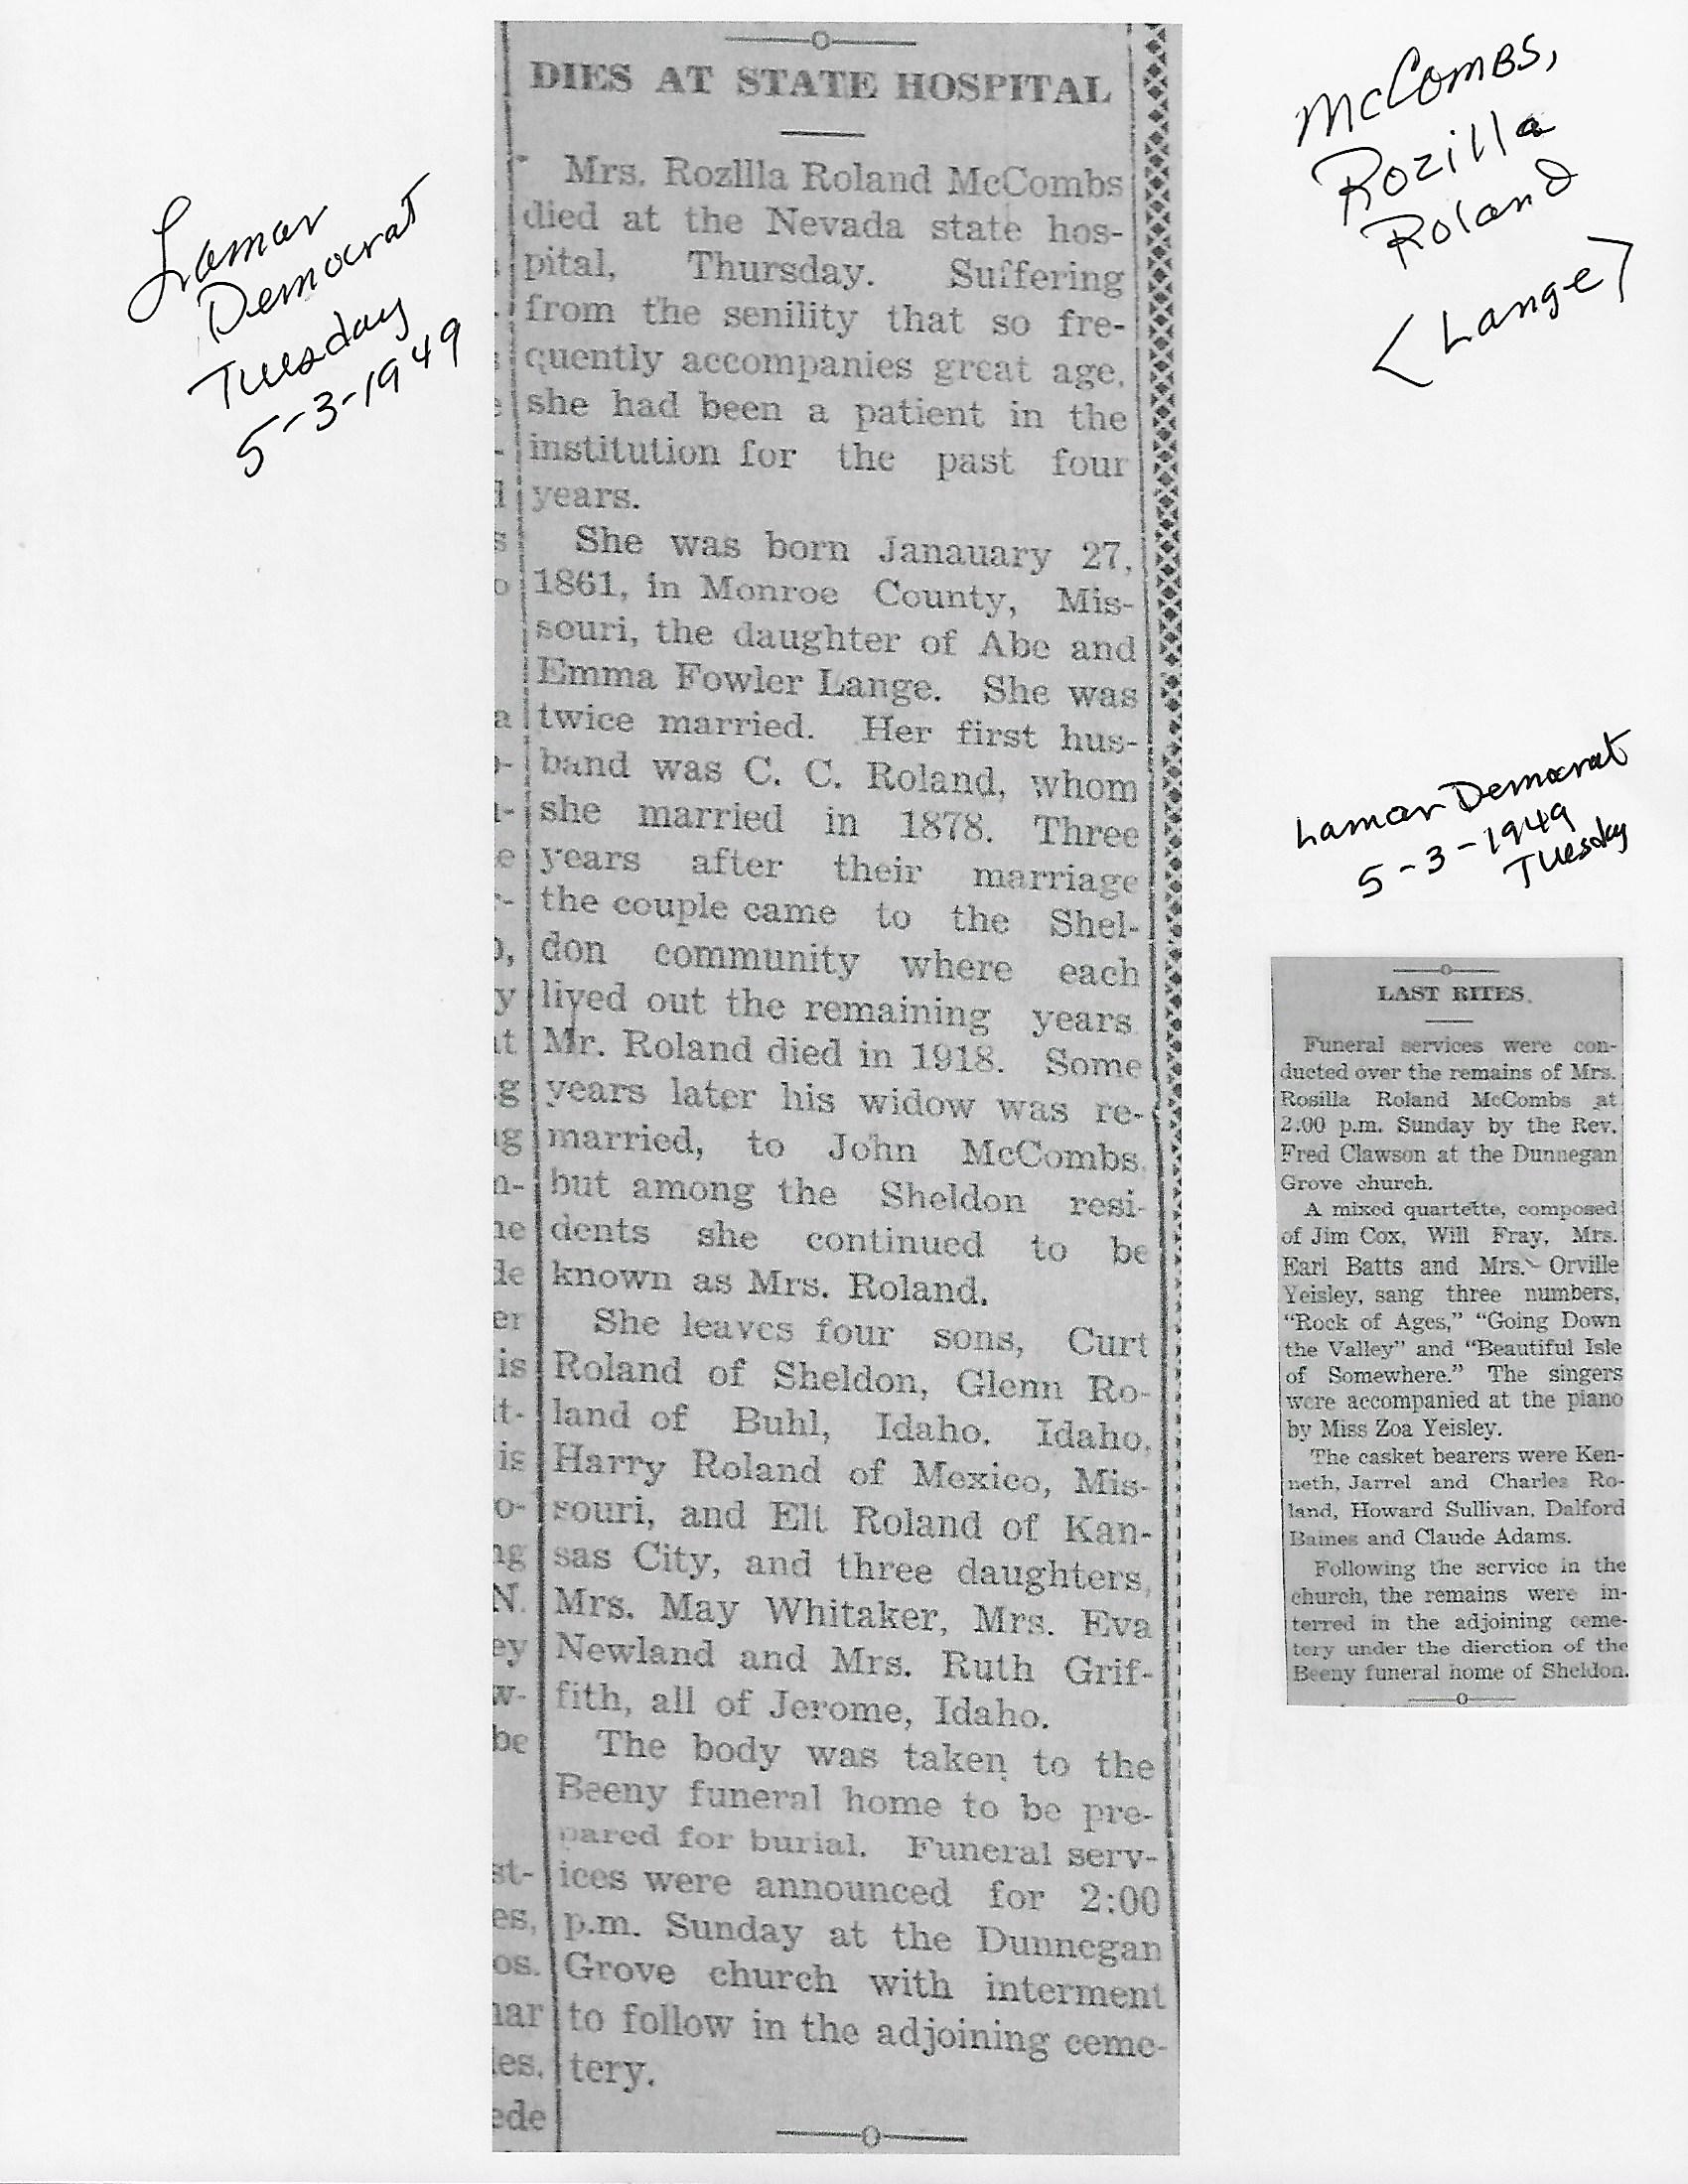 Lamar
Democrat
Tuesday
5-3-1949
DIES AT STATE HOSPITAL
Mrs. Rozllla Roland McCombs
died at the Nevada state hos-
pital, Thursday. Suffering
from the senility that so fre-
quently accompanies great age,
she had been a patient in the
institution for the past four
years.
She was born Janauary 27,
1861, in Monroe County, Mis-
souri, the daughter of Abe and
Emma Fowler Lange. She was
twice married. Her first hus-
band was C. C. Roland, whom
she married in 1878. Three
years after their marriage
the couple came to the Shel-
don community where each
lived out the remaining years
Mr. Roland died in 1918. Some
years later his widow was re-
married, to John McCombs,
but among the Sheldon resi-
dents she continued to be
known as Mrs. Roland.
She leaves four sons, Curt
Roland of Sheldon, Glenn Ro-
land of Buhl, Idaho. Idaho,
Harry Roland of Mexico, Mis-
souri, and Elt Roland of Kan-
sas City, and three daughters,
Mrs. May Whitaker, Mrs. Eva
Newland and Mrs. Ruth Grif-
fith, all of Jerome, Idaho.
The body was taken to the
Beeny funeral home to be pre-
pared for burial. Funeral serv-
ices were announced for 2:00
p.m. Sunday at the Dunnegan
Grove church with interment
to follow in the adjoining ceme-
tery.
McCombs,
Rozilla
Roland
<Lange>
Lamar Democrat
5-3-1949
Tuesday
LAST RITES.
Funeral services were con-
ducted over the remains of Mrs.
Rosilla Roland McCombs at
2:00 p.m. Sunday by the Rev.
Fred Clawson at the Dunnegan
Grove church.
A mixed quartette, composed
of Jim Cox, Will Fray, Mrs.
Earl Batts and Mrs. Orville
Yeisley, sang three numbers,
“Rock of Ages,” “Going Down
the Valley” and “Beautiful Isle
of Somewhere.” The singers
were accompanied at the piano
by Miss Zoa Yeisley.
The casket bearers were Ken-
neth, Jarrel and Charles Ro-
land, Howard Sullivan, Dalford
Baines and Claude Adams.
Following the service in the
church, the remains were in-
terred in the adjoining ceme-
tery under the dierction of the
Beeny funeral home of Sheldon.